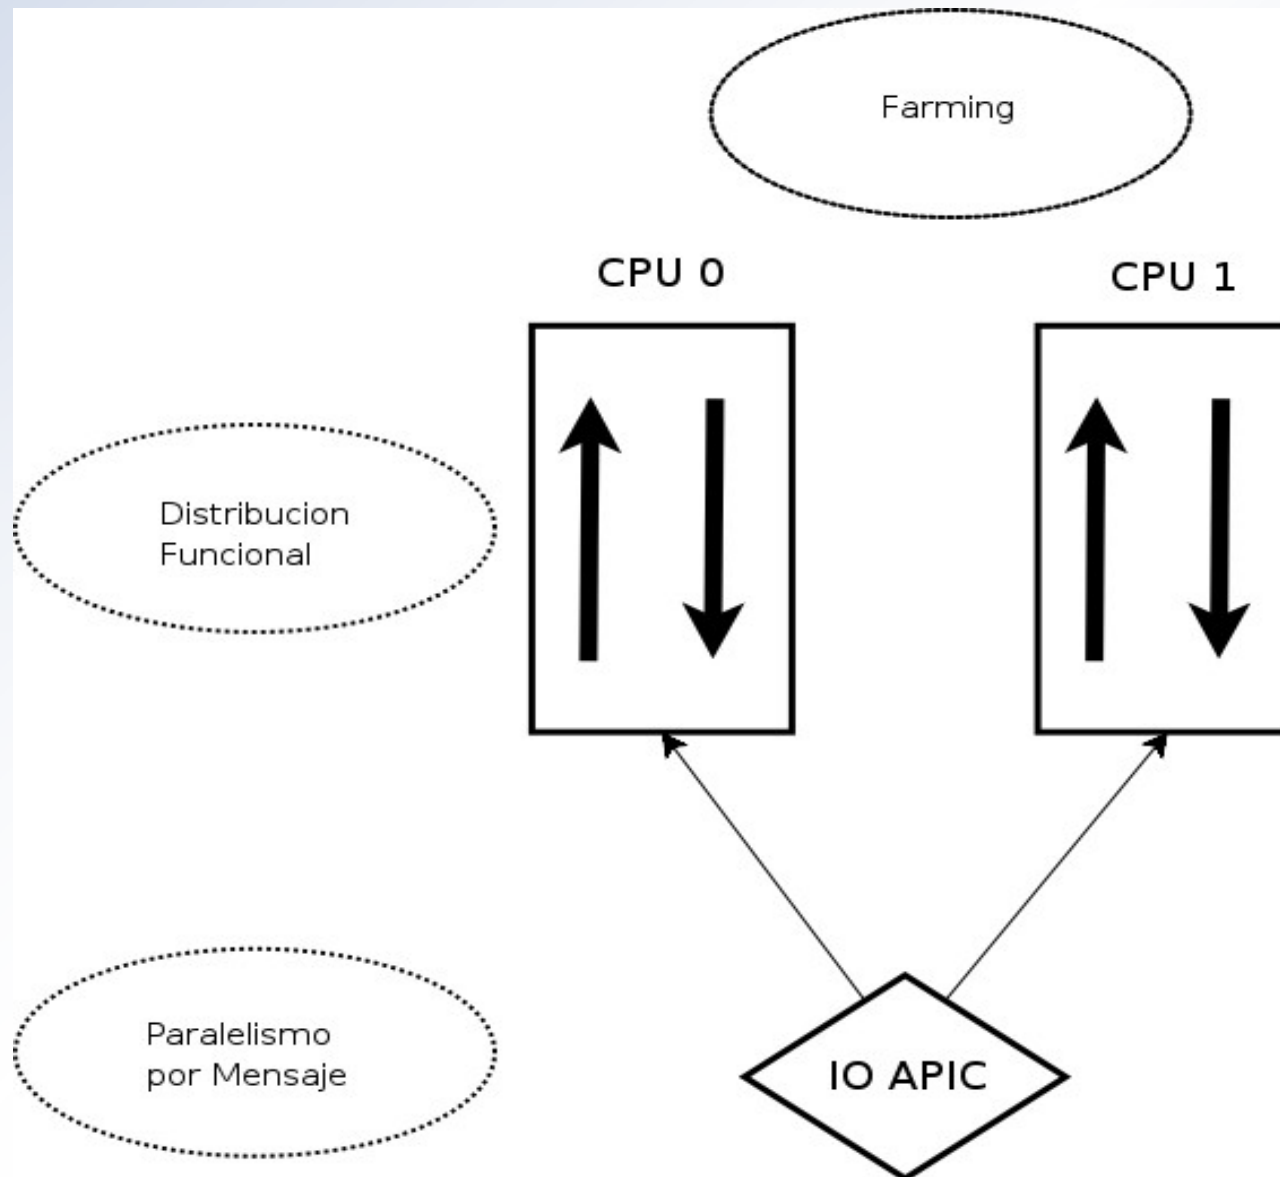 Farming
CPU 0
CPU 1
Distribucion
Funcional
Paralelismo
por Mensaje
IO APIC